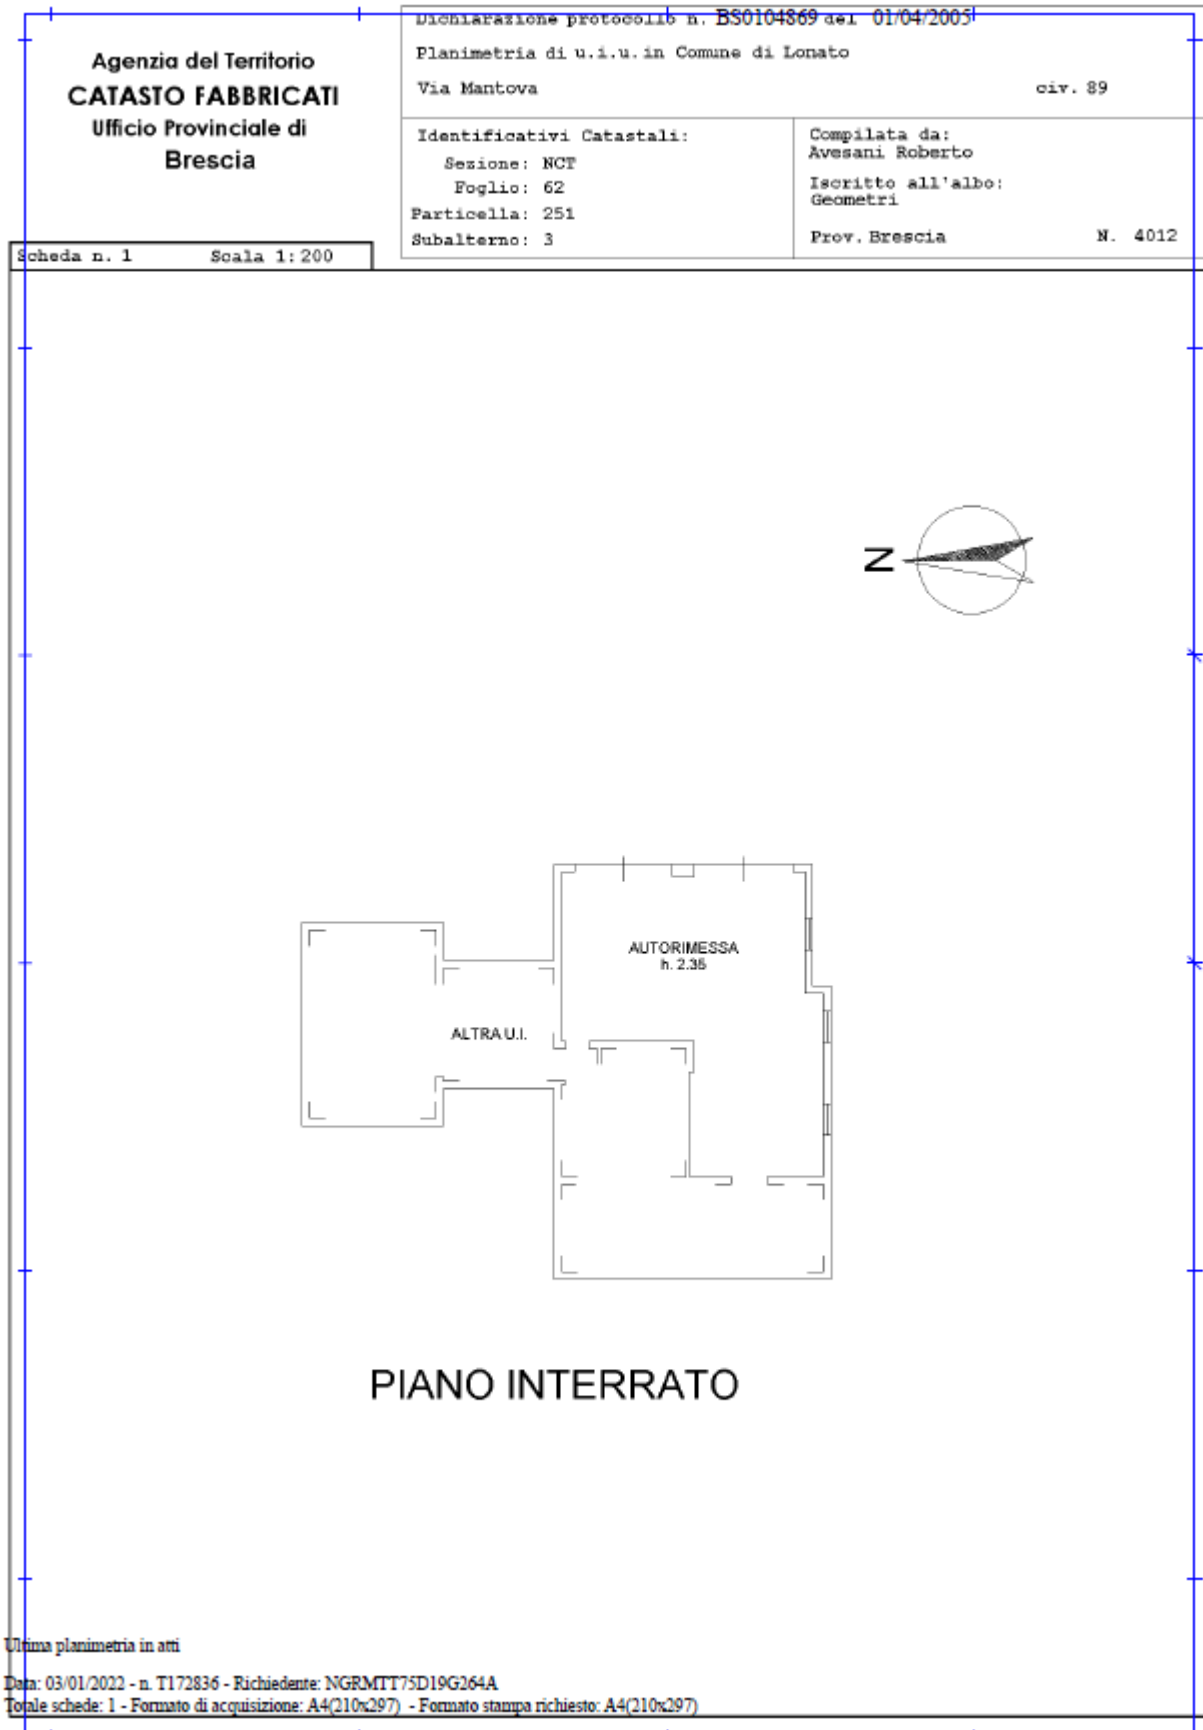 Agenzia del Territorio
CATASTO FABBRICATI
Ufficio Provinciale di
Brescia
Dichiarazione protocollo n. BS0104869 del 01/04/2005
Planimetria di u.i.u. in Comune di Lonato
Via Mantova civ. 89
Identificativi Catastali:
Sezione: NCT
Foglio: 62
Particella: 251
Subalterno: 3
Compilata da:
Avesani Roberto
Iscritto all'albo:
Geometri
Prov. Brescia N. 4012
Scheda n. 1 Scala 1:200
N
AUTORIMESSA
h. 2.35
ALTRA U.I.
PIANO INTERRATO
Ultima planimetria in atti
Data: 03/01/2022 - n. T172836 - Richiedente: NGRMTT75D19G264A
Totale schede: 1 - Formato di acquisizione: A4(210x297) - Formato stampa richiesto: A4(210x297)